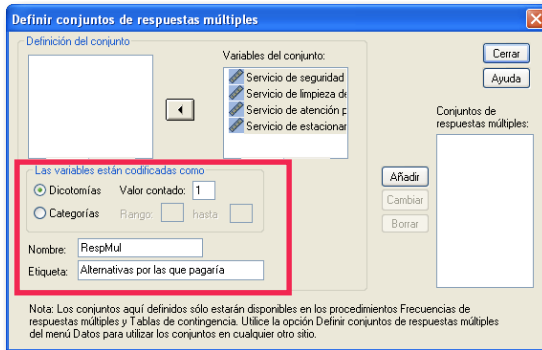 Definir conjuntos de respuestas múltiples
Definición del conjunto
Variables del conjunto:
Servicio de seguridad
Servicio de limpieza de
Servicio de atención p
Servicio de estacionar
Cerrar
Ayuda
Conjuntos de
respuestas múltiples:
Las variables están codificadas como
Dicotomías Valor contado: 1
Categorías Rango: hasta
Nombre: RespMul
Etiqueta: Alternativas por las que pagaría
Añadir
Cambiar
Borrar
Nota: Los conjuntos aquí definidos sólo estarán disponibles en los procedimientos Frecuencias de
respuestas múltiples y Tablas de contingencia. Utilice la opción Definir conjuntos de respuestas múltiples
del menú Datos para utilizar los conjuntos en cualquier otro sitio.